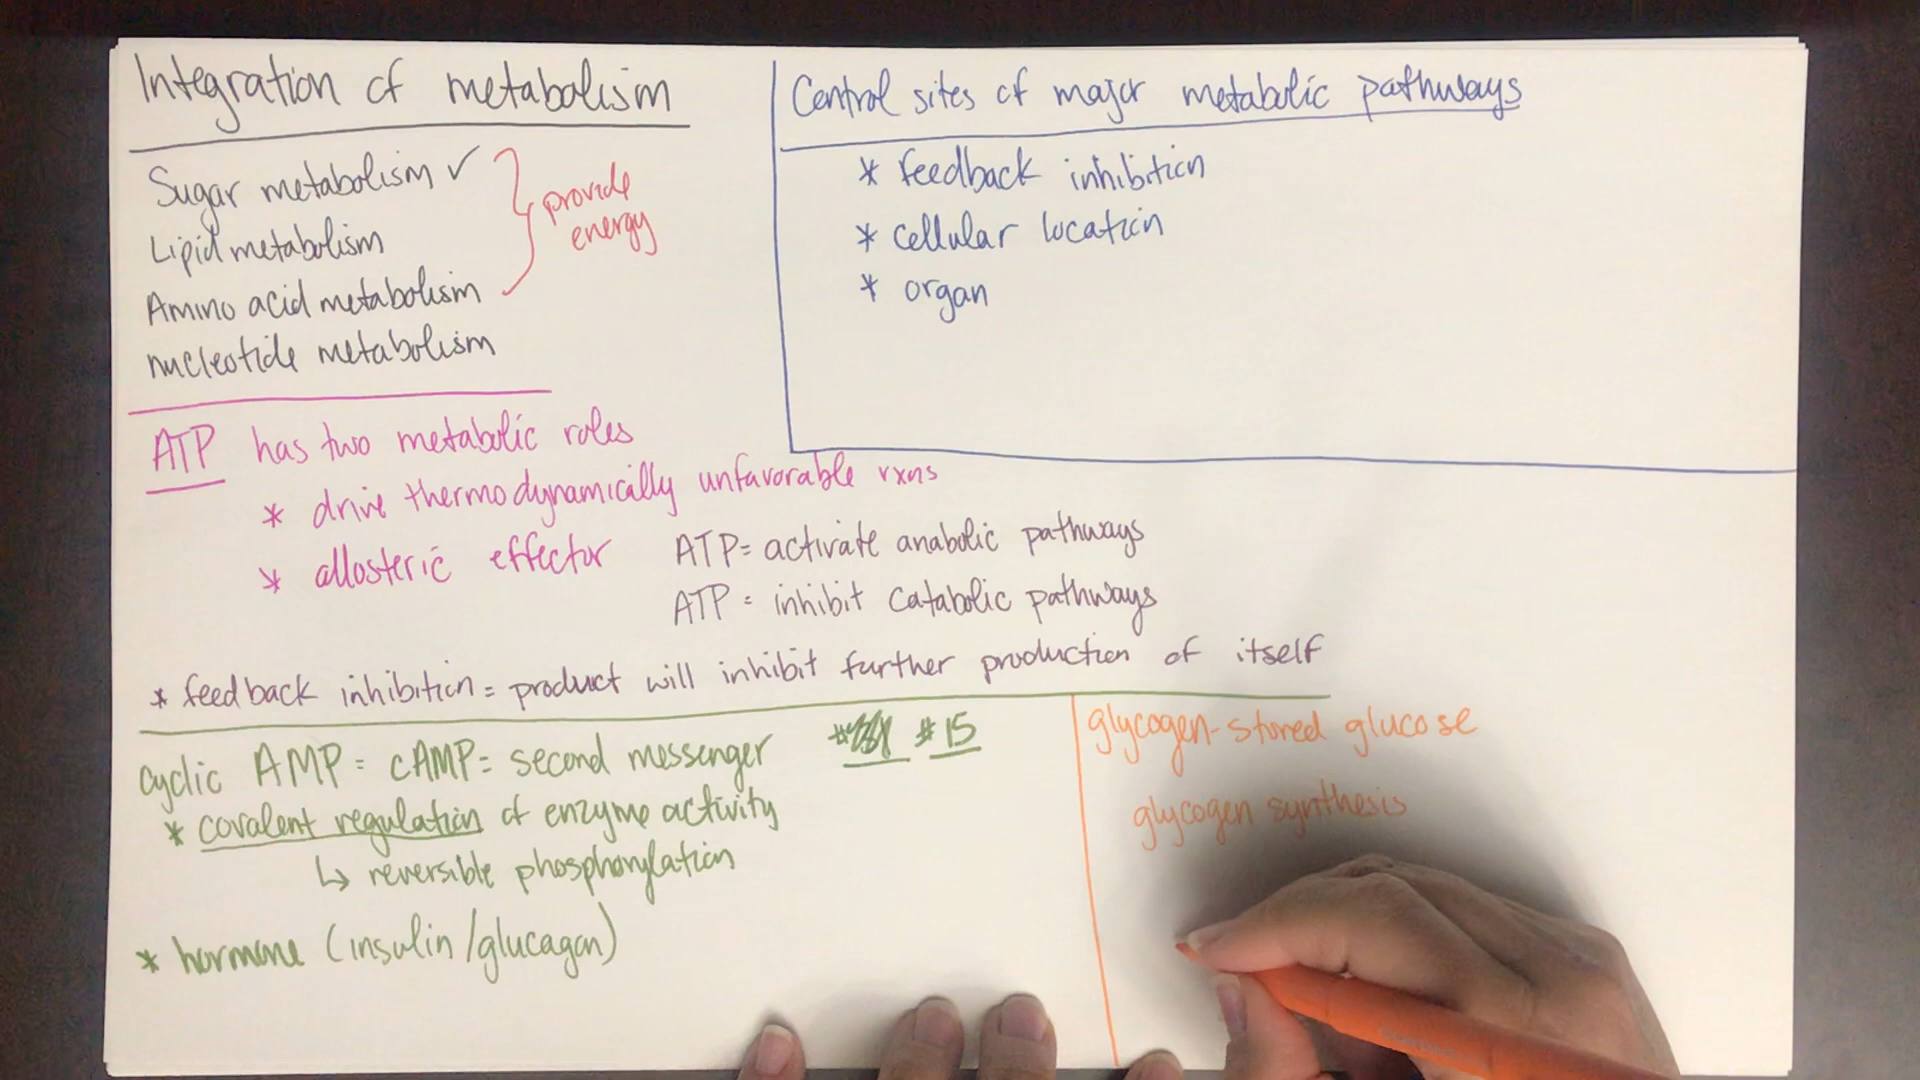 Integration of metabolism
Sugar metabolism ✓
Lipid metabolism
Amino acid metabolism
nucleotide metabolism
provide
energy
Control sites of major metabolic pathways
* feedback inhibition
* cellular location
* organ
ATP has two metabolic roles
* drive thermodynamically unfavorable rxns
* allosteric effector
ATP = activate anabolic pathways
ATP = inhibit catabolic pathways
* feedback inhibition = product will inhibit further production of itself
cyclic AMP = cAMP = second messenger
#15
* covalent regulation of enzyme activity
↳ reversible phosphorylation
* hormone (insulin/glucagon)
glycogen - stored glucose
glycogen synthesis